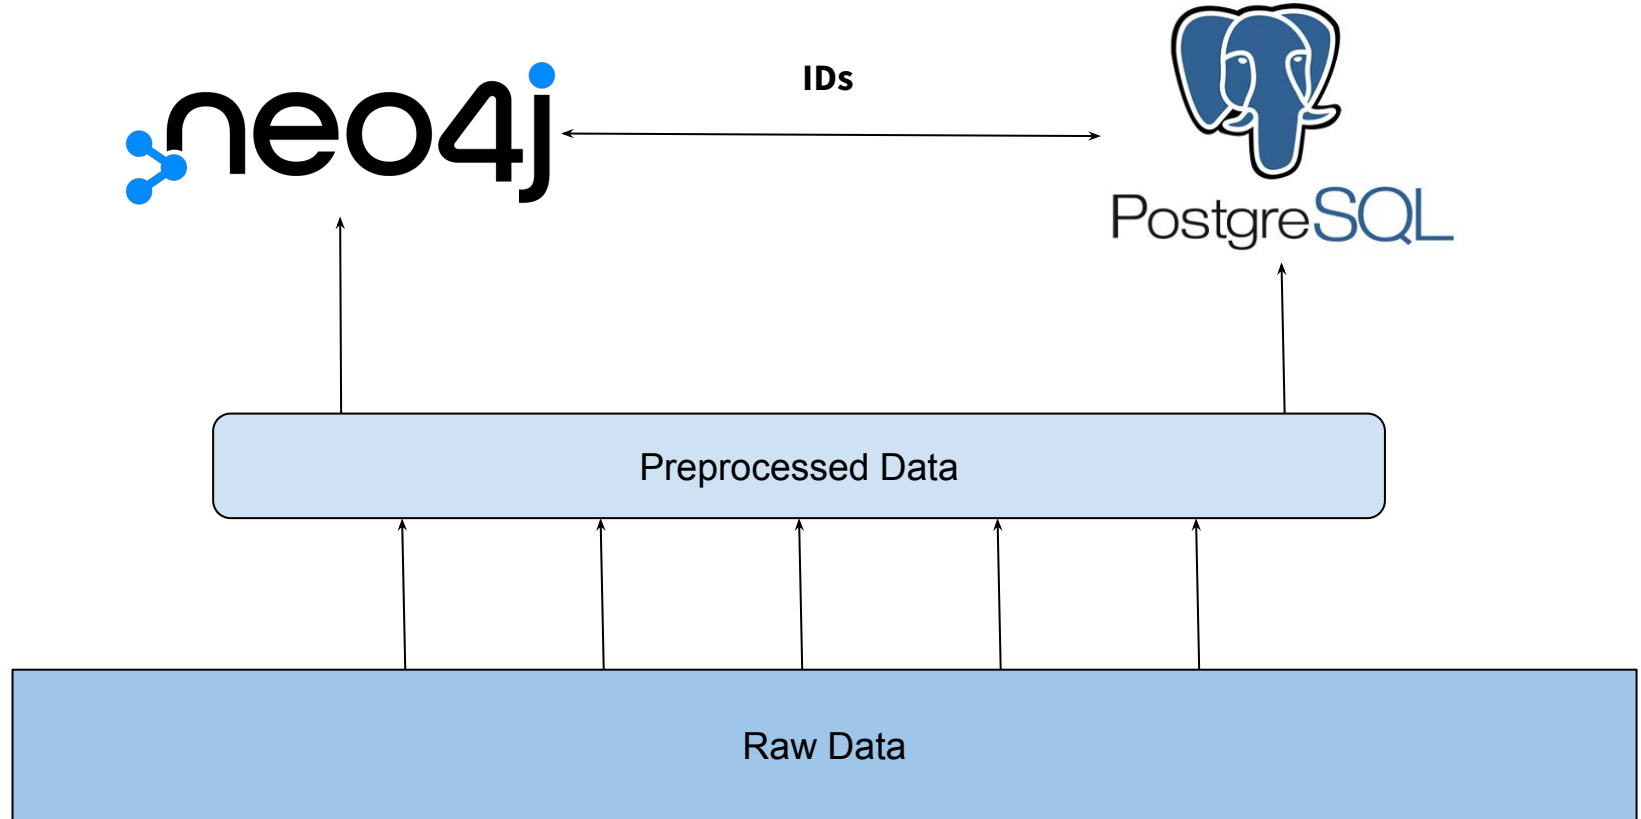 neo4j
IDs
PostgreSQL
Preprocessed Data
Raw Data